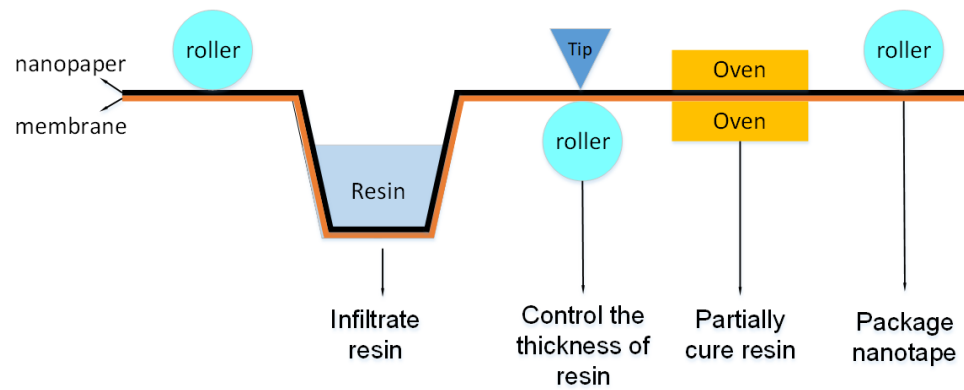 roller
Tip
roller
nanopaper
Oven
membrane
Oven
roller
Resin
Infiltrate
resin
Control the
thickness of
resin
Partially
cure resin
Package
nanotape